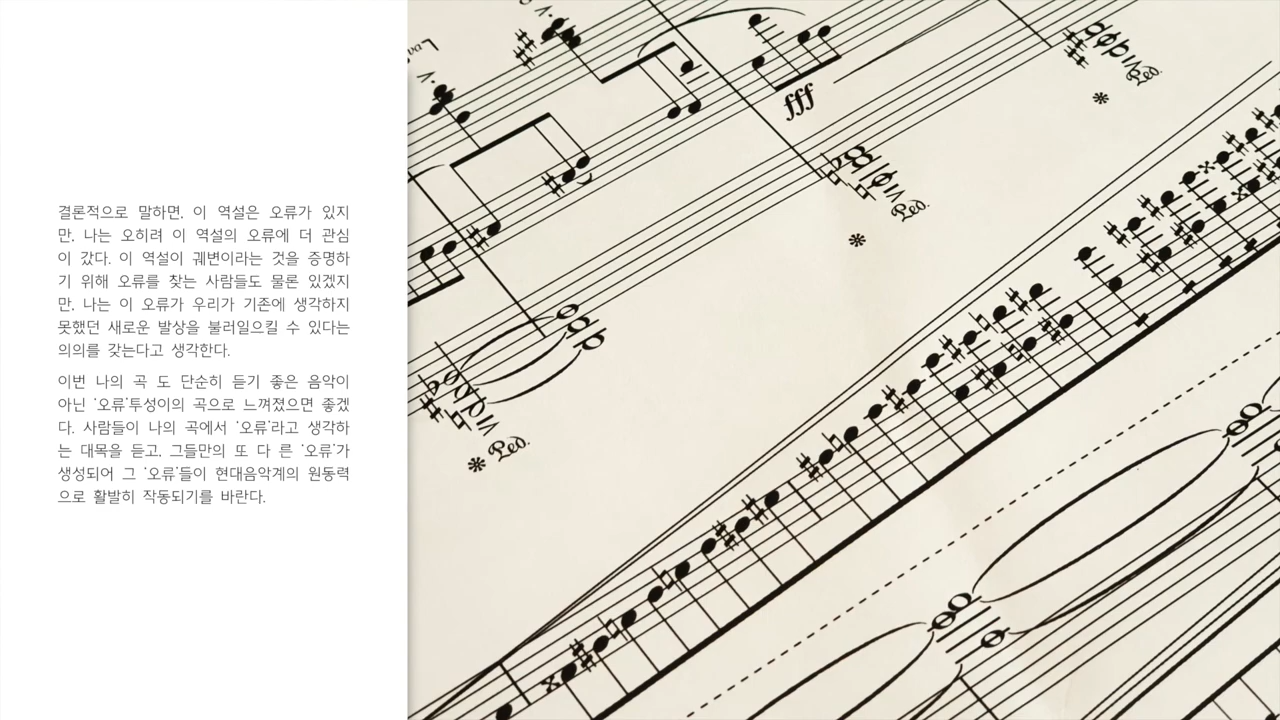 결론적으로 말하면, 이 역설은 오류가 있지
만, 나는 오히려 이 역설의 오류에 더 관심
이 갔다. 이 역설이 궤변이라는 것을 증명하
기 위해 오류를 찾는 사람들도 물론 있겠지
만, 나는 이 오류가 우리가 기존에 생각하지
못했던 새로운 발상을 불러일으킬 수 있다는
의의를 갖는다고 생각한다.
이번 나의 곡 도 단순히 듣기 좋은 음악이
아닌 '오류'투성이의 곡으로 느껴졌으면 좋겠
다. 사람들이 나의 곡에서 '오류'라고 생각하
는 대목을 듣고, 그들만의 또 다 른 '오류'가
생성되어 그 '오류'들이 현대음악계의 원동력
으로 활발히 작동되기를 바란다.
fff
Ped.
Ped.
Ped.